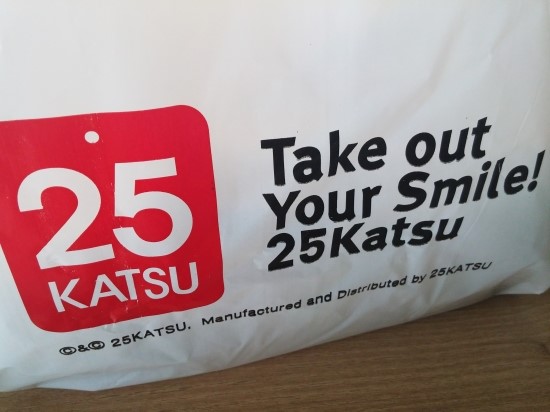 25
KATSU
Take out
Your Smile!
25Katsu
©&© 25KATSU. Manufactured and Distributed by 25KATSU